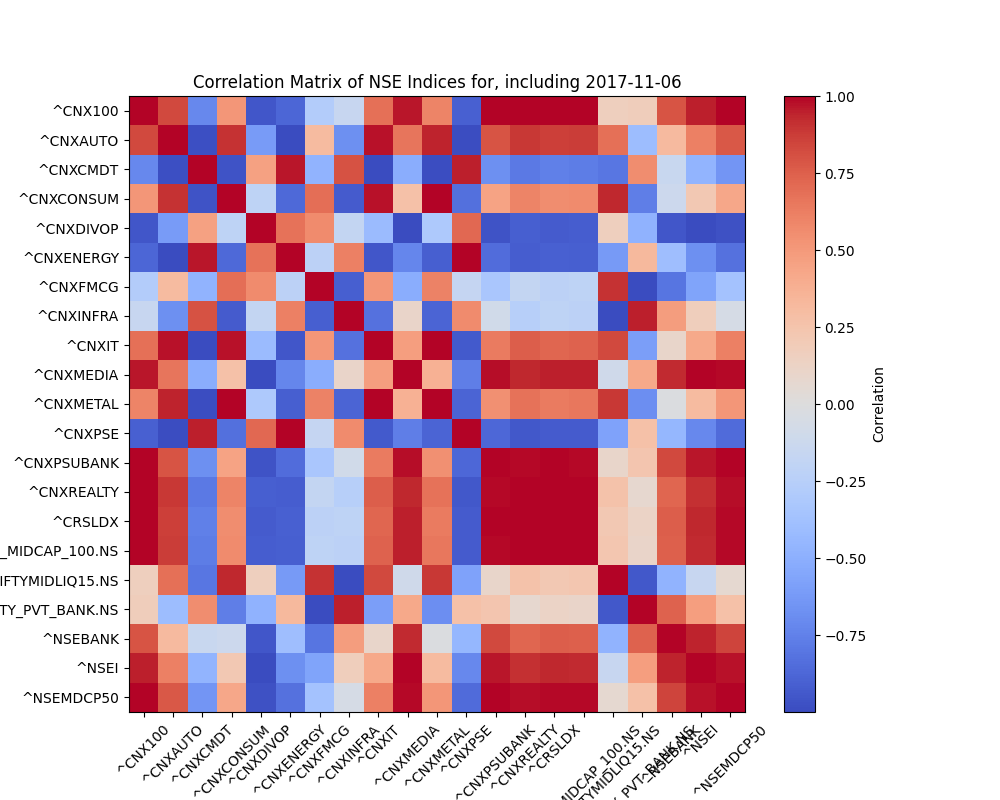 Correlation Matrix of NSE Indices for, including 2017-11-06
^CNX100
^CNXAUTO
^CNXCMDT
^CNXCONSUM
^CNXDIVOP
^CNXENERGY
^CNXFMCG
^CNXINFRA
^CNXIT
^CNXMEDIA
^CNXMETAL
^CNXPSE
^CNXPSUBANK
^CNXREALTY
^CRSLDX
_MIDCAP_100.NS
IFTYMIDLIQ15.NS
TY_PVT_BANK.NS
^NSEBANK
^NSEI
^NSEMDCP50
^CNX100
^CNXAUTO
^CNXCMDT
^CNXCONSUM
^CNXDIVOP
^CNXENERGY
^CNXFMCG
^CNXINFRA
^CNXIT
^CNXMEDIA
^CNXMETAL
^CNXPSE
^CNXPSUBANK
^CNXREALTY
^CRSLDX
MIDCAP_100.NS
TYMIDLIQ15.NS
PVT_BANK.NS
^NSEBANK
^NSEI
^NSEMDCP50
1.00
0.75
0.50
0.25
0.00
−0.25
−0.50
−0.75
Correlation